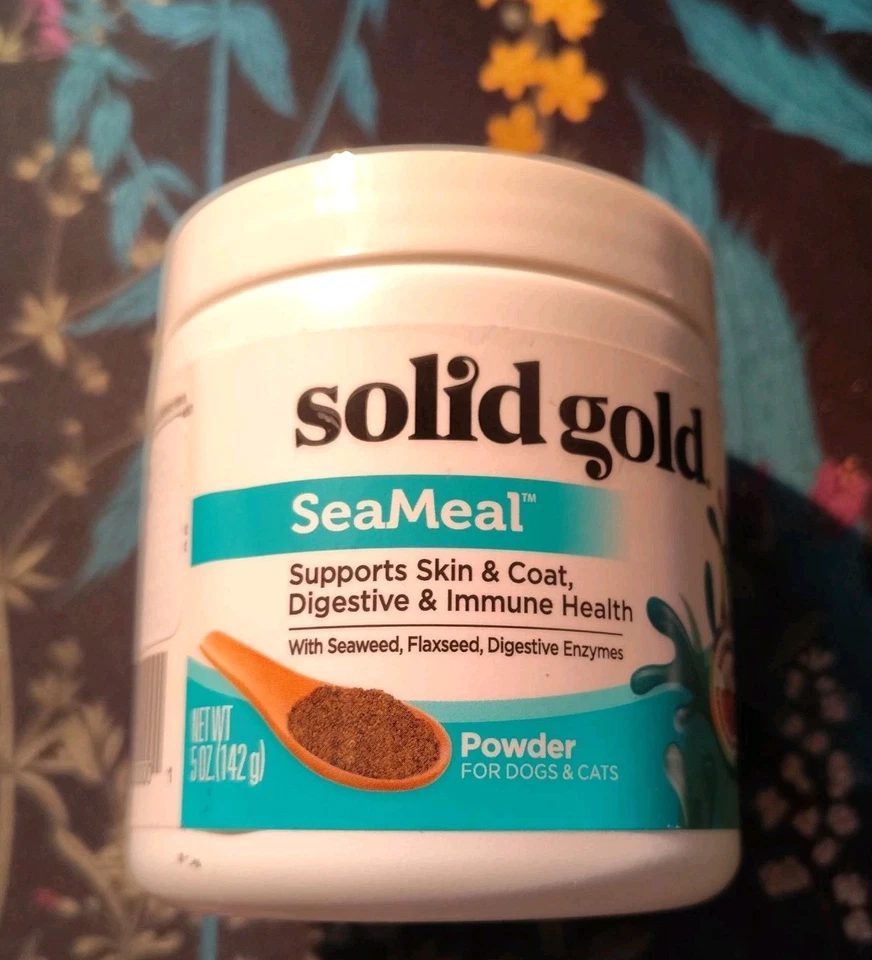 solid gold
SeaMeal™
Supports Skin & Coat,
Digestive & Immune Health
With Seaweed, Flaxseed, Digestive Enzymes
NET WT
5 OZ (142 g)
Powder
FOR DOGS & CATS
1